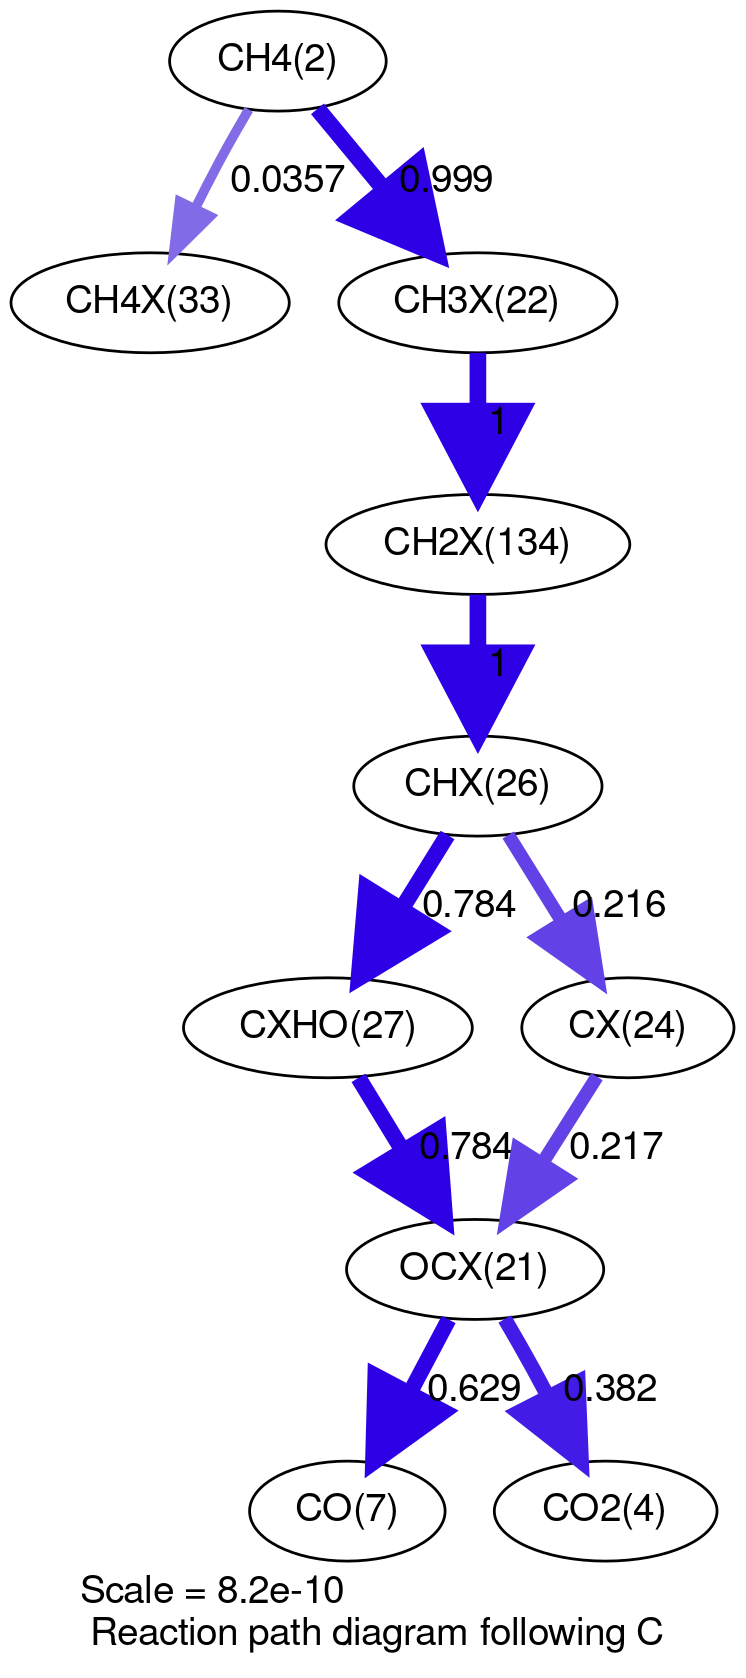 CH4(2)
0.0357
0.999
CH4X(33)
CH3X(22)
1
CH2X(134)
1
CHX(26)
0.784
0.216
CXHO(27)
CX(24)
0.784
0.217
OCX(21)
0.629
0.382
CO(7)
CO2(4)
Scale = 8.2e-10
Reaction path diagram following C